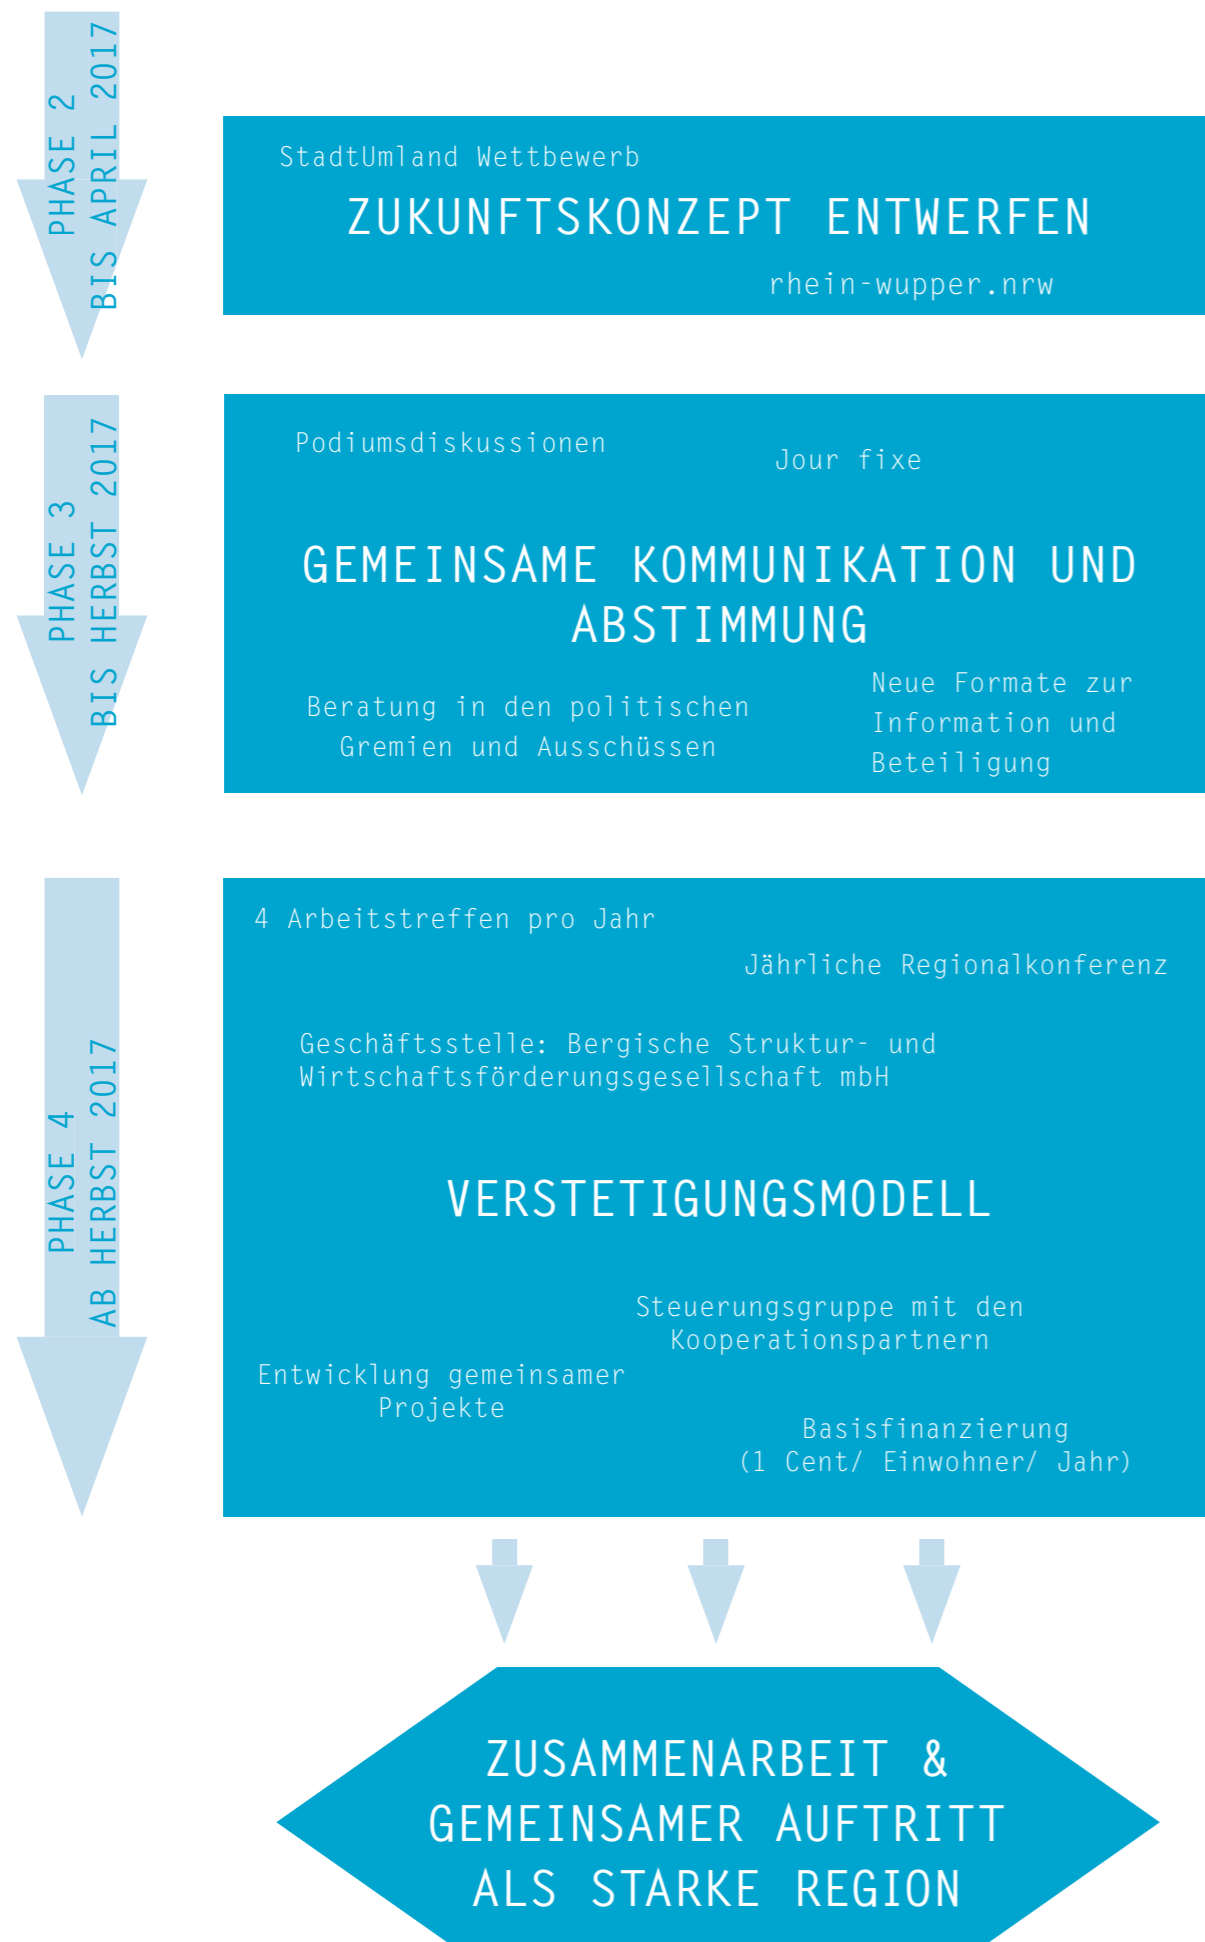 PHASE 2
BIS APRIL 2017
StadtUmland Wettbewerb
ZUKUNFTSKONZEPT ENTWERFEN
rhein-wupper.nrw
PHASE 3
BIS HERBST 2017
Podiumsdiskussionen
Jour fixe
GEMEINSAME KOMMUNIKATION UND
ABSTIMMUNG
Beratung in den politischen
Gremien und Ausschüssen
Neue Formate zur
Information und
Beteiligung
PHASE 4
AB HERBST 2017
4 Arbeitstreffen pro Jahr
Jährliche Regionalkonferenz
Geschäftsstelle: Bergische Struktur- und
Wirtschaftsförderungsgesellschaft mbH
VERSTETIGUNGSMODELL
Steuerungsgruppe mit den
Kooperationspartnern
Entwicklung gemeinsamer
Projekte
Basisfinanzierung
(1 Cent/ Einwohner/ Jahr)
ZUSAMMENARBEIT &
GEMEINSAMER AUFTRITT
ALS STARKE REGION